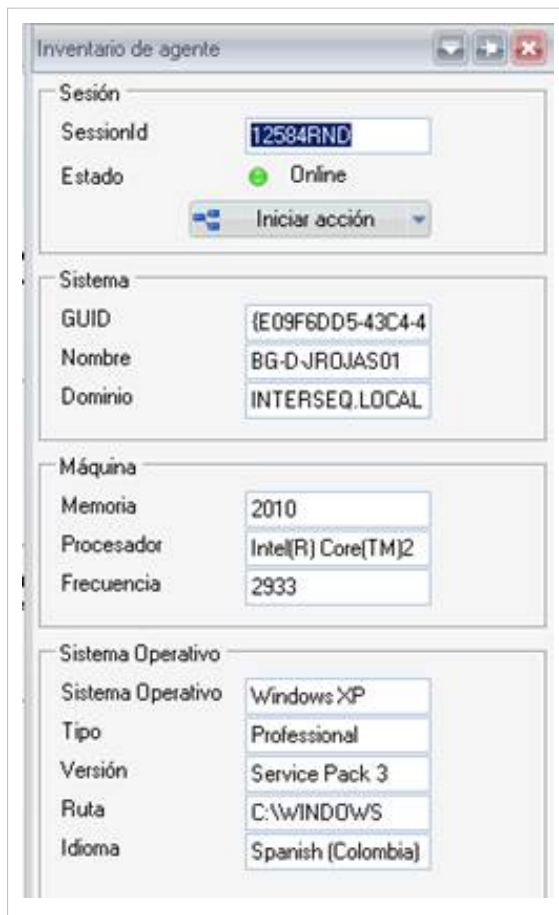 Inventario de agente
Sesión
SessionId 12584RND
Estado Online
Iniciar acción
Sistema
GUID {E09F6DD5-43C4-4
Nombre BG-D-JROJAS01
Dominio INTERSEQ.LOCAL
Máquina
Memoria 2010
Procesador Intel(R) Core(TM)2
Frecuencia 2933
Sistema Operativo
Sistema Operativo Windows XP
Tipo Professional
Versión Service Pack 3
Ruta C:\WINDOWS
Idioma Spanish (Colombia)